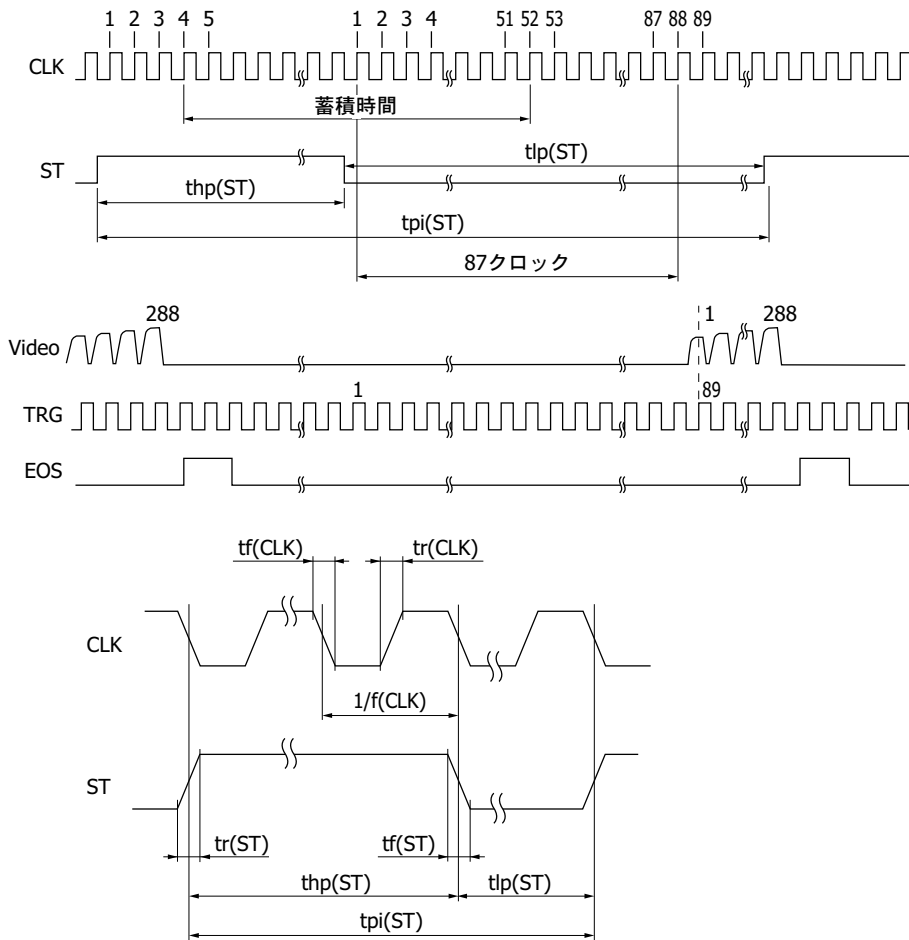 1 2 3 4 5 1 2 3 4 51 52 53 87 88 89
CLK
蓄積時間
ST
tlp(ST)
thp(ST)
tpi(ST)
87クロック
288 1 288
Video
1 89
TRG
EOS
tf(CLK) tr(CLK)
CLK
1/f(CLK)
ST
tr(ST) tf(ST)
thp(ST) tlp(ST)
tpi(ST)